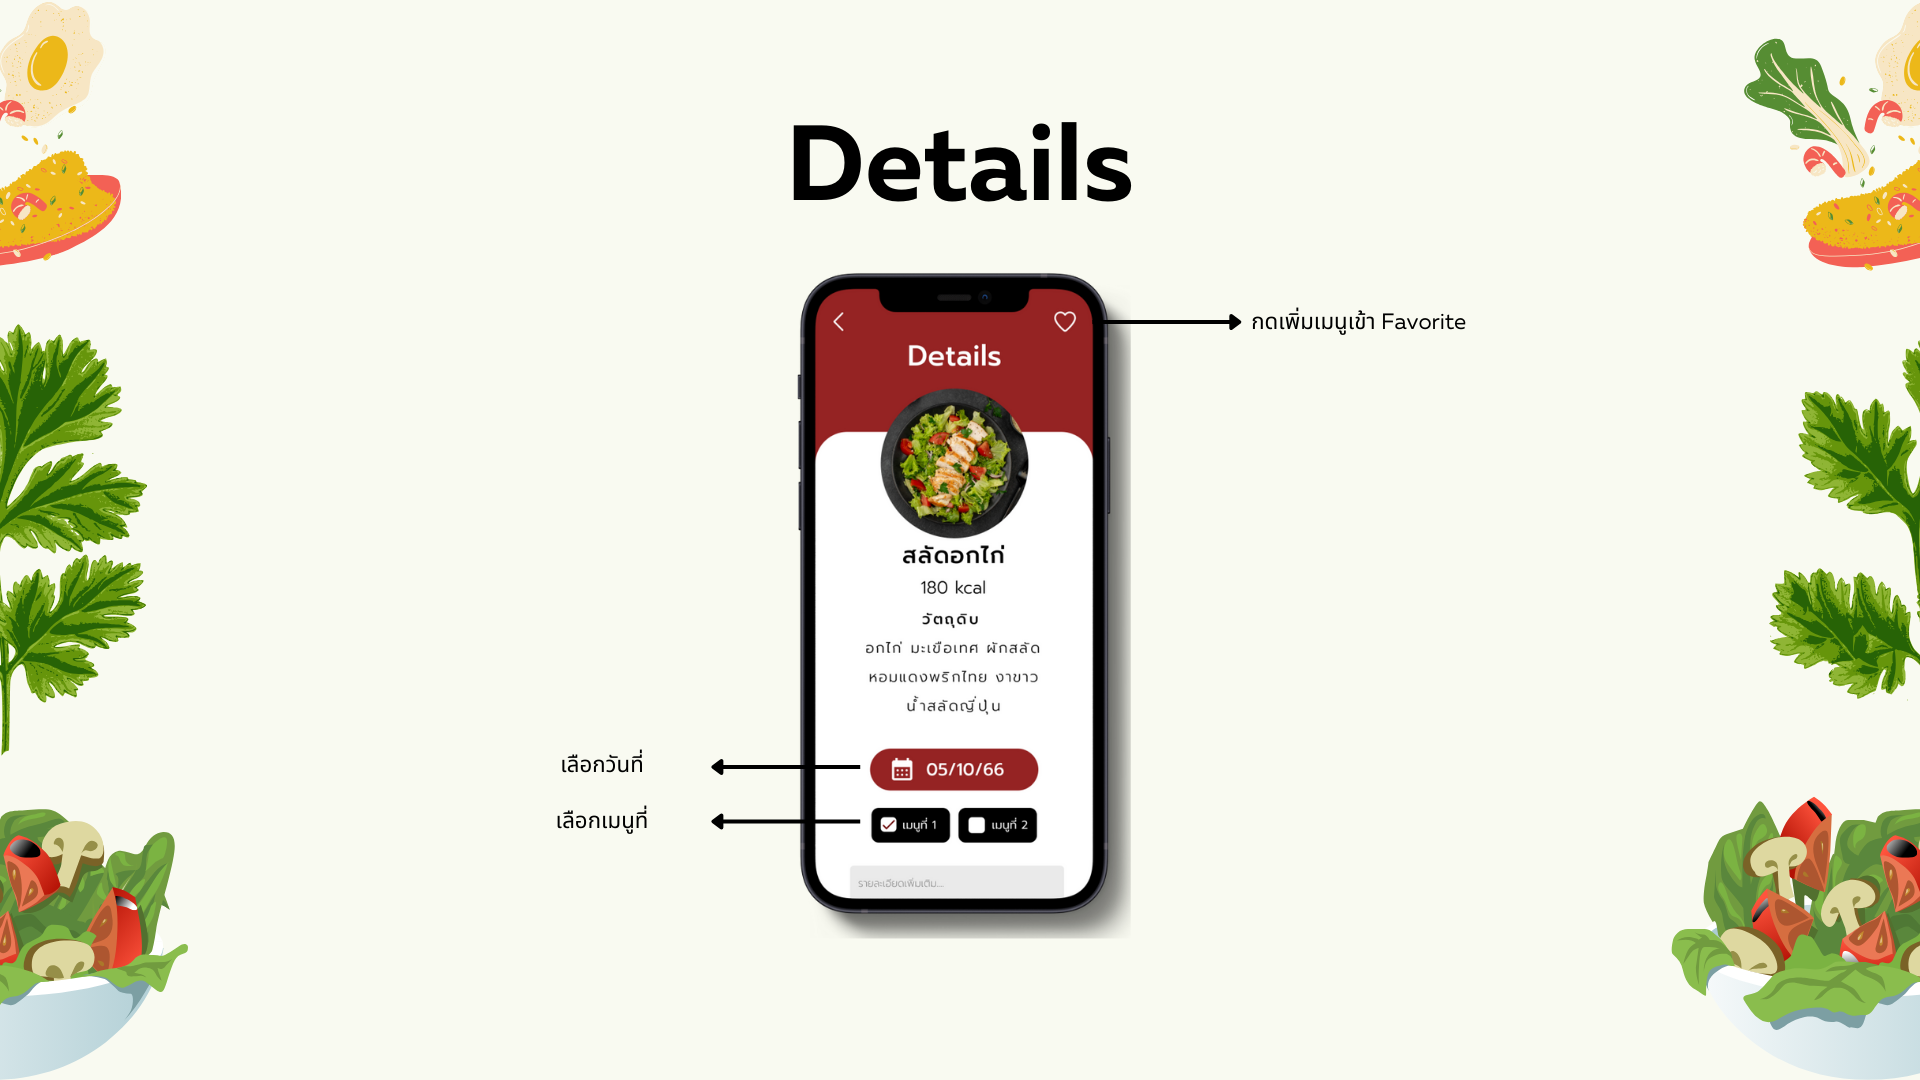 Details
กดเพิ่มเมนูเข้า Favorite
Details
สลัดอกไก่
180 kcal
วัตถุดิบ
อกไก่ มะเขือเทศ ผักสลัด
หอมแดงพริกไทย งาขาว
น้ำสลัดญี่ปุ่น
เลือกวันที่
05/10/66
เลือกเมนูที่
เมนูที่ 1 เมนูที่ 2
รายละเอียดเพิ่มเติม...